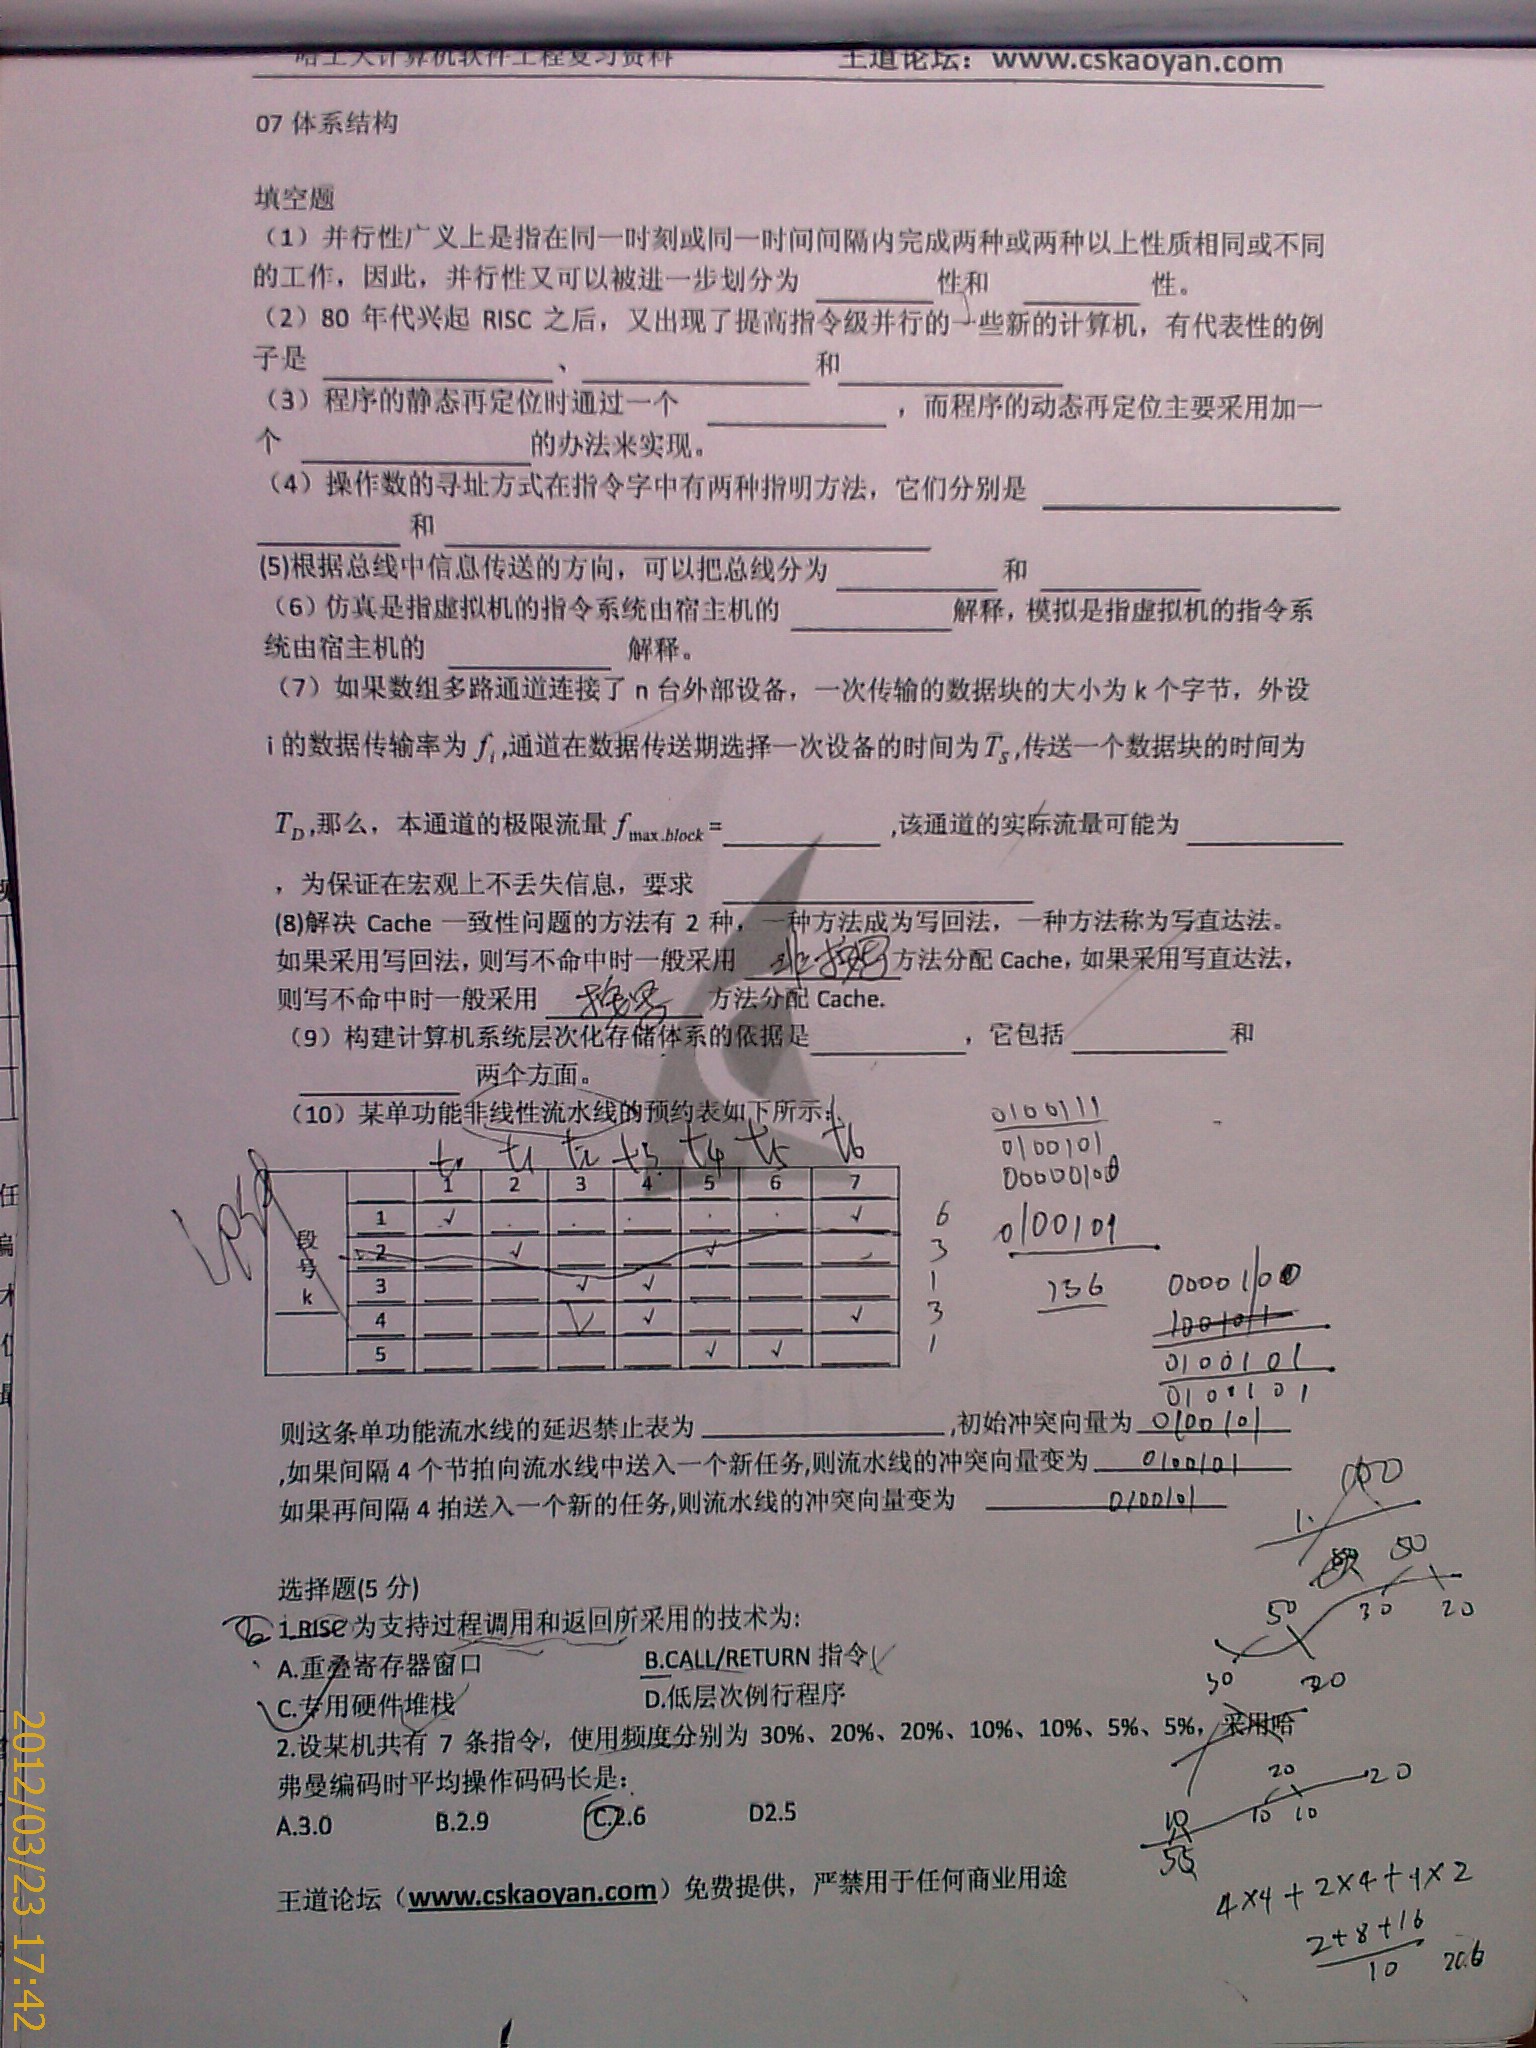 哈工大计算机软件工程复习资料 王道论坛：www.cskaoyan.com
07 体系结构
填空题
（1）并行性广义上是指在同一时刻或同一时间间隔内完成两种或两种以上性质相同或不同
的工作，因此，并行性又可以被进一步划分为 ______ 性和 ______ 性。
（2）80 年代兴起 RISC 之后，又出现了提高指令级并行的一些新的计算机，有代表性的例
子是 ______、______ 和 ______
（3）程序的静态再定位时通过一个 ______ ，而程序的动态再定位主要采用加一
个 ______ 的办法来实现。
（4）操作数的寻址方式在指令字中有两种指明方法，它们分别是 ______
______ 和 ______
(5)根据总线中信息传送的方向，可以把总线分为 ______ 和 ______
（6）仿真是指虚拟机的指令系统由宿主机的 ______ 解释，模拟是指虚拟机的指令系
统由宿主机的 ______ 解释。
（7）如果数组多路通道连接了 n 台外部设备，一次传输的数据块的大小为 k 个字节，外设
i 的数据传输率为 fi,通道在数据传送期选择一次设备的时间为 TS,传送一个数据块的时间为
TD,那么，本通道的极限流量 fmax.block= ______ ,该通道的实际流量可能为 ______
，为保证在宏观上不丢失信息，要求 ______
(8)解决 Cache 一致性问题的方法有 2 种，一种方法成为写回法，一种方法称为写直达法。
如果采用写回法，则写不命中时一般采用 非按写 方法分配 Cache，如果采用写直达法，
则写不命中时一般采用 按写 方法分配 Cache.
（9）构建计算机系统层次化存储体系的依据是 ______ ，它包括 ______ 和
______ 两个方面。
（10）某单功能非线性流水线的预约表如下所示：
0100111
0100101
00000100
t1 t2 t3 t4 t5 t6
1 2 3 4 5 6 7
段号 k
1 √ √ 6
2 √ √ 3
3 √ √ 1
4 √ √ 3
5 √ √ 1
0100101
136
0000100
1001011
0100101
0100101
则这条单功能流水线的延迟禁止表为 ______ ,初始冲突向量为 0100101
,如果间隔 4 个节拍向流水线中送入一个新任务,则流水线的冲突向量变为 0100101
如果再间隔 4 拍送入一个新的任务,则流水线的冲突向量变为 0100101
选择题(5 分)
1.RISC 为支持过程调用和返回所采用的技术为:
A.重叠寄存器窗口 B.CALL/RETURN 指令
C.专用硬件堆栈 D.低层次例行程序
2.设某机共有 7 条指令，使用频度分别为 30%、20%、20%、10%、10%、5%、5%，采用哈
弗曼编码时平均操作码码长是：
A.3.0 B.2.9 C.2.6 D2.5
100
50
50 30 20
30 20
20 20
10 10 10
55
4×4+2×4+1×2
2+8+16
10
王道论坛（www.cskaoyan.com）免费提供，严禁用于任何商业用途
2012/03/23 17:42